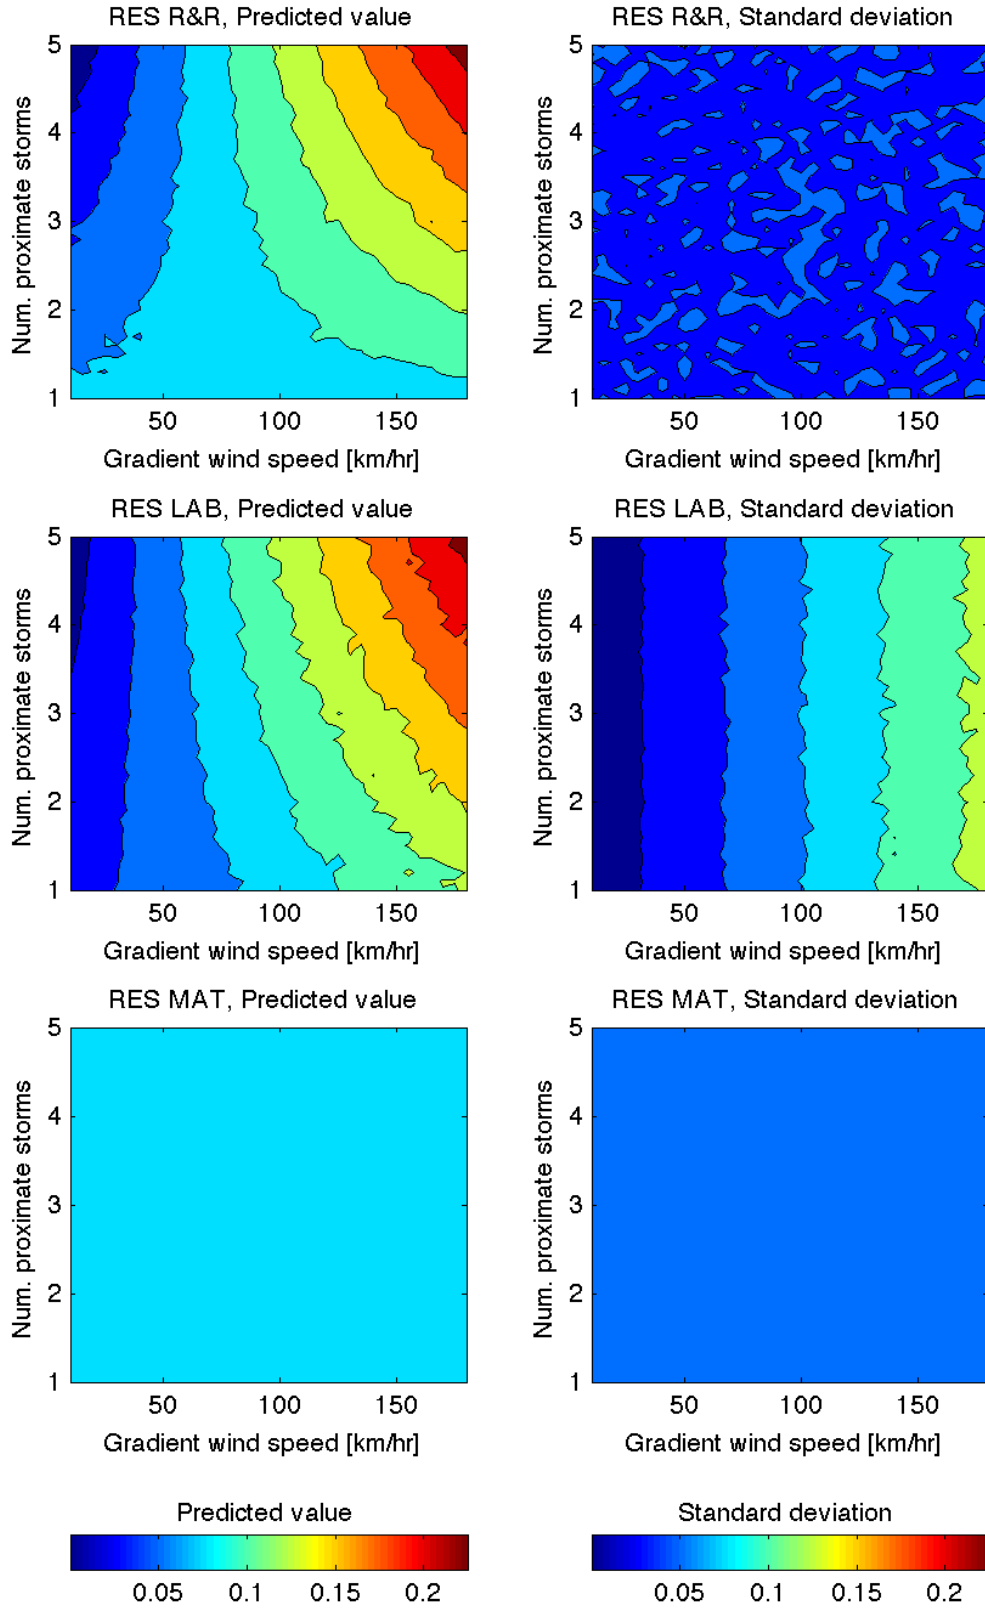 RES R&R, Predicted value
RES R&R, Standard deviation
5
4
3
2
1
Num. proximate storms
50 100 150
Gradient wind speed [km/hr]
5
4
3
2
1
Num. proximate storms
50 100 150
Gradient wind speed [km/hr]
RES LAB, Predicted value
RES LAB, Standard deviation
5
4
3
2
1
Num. proximate storms
50 100 150
Gradient wind speed [km/hr]
5
4
3
2
1
Num. proximate storms
50 100 150
Gradient wind speed [km/hr]
RES MAT, Predicted value
RES MAT, Standard deviation
5
4
3
2
1
Num. proximate storms
50 100 150
Gradient wind speed [km/hr]
5
4
3
2
1
Num. proximate storms
50 100 150
Gradient wind speed [km/hr]
Predicted value
0.05 0.1 0.15 0.2
Standard deviation
0.05 0.1 0.15 0.2